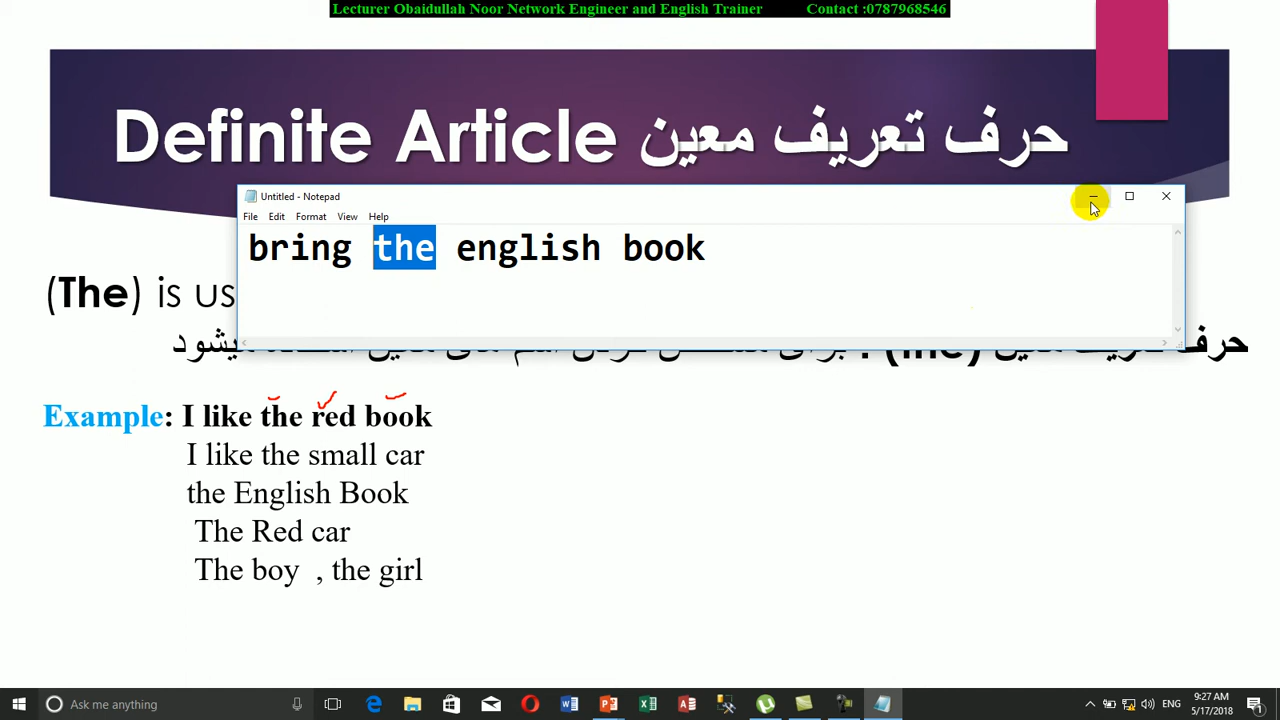 Lecturer Obaidullah Noor Network Engineer and English Trainer Contact :0787968546
Definite Article حرف تعریف معین
Untitled - Notepad
File Edit Format View Help
bring the english book
(The) is us
حرف
میشود
Example: I like the red book
I like the small car
the English Book
The Red car
The boy , the girl
Ask me anything
ENG
9:27 AM
5/17/2018